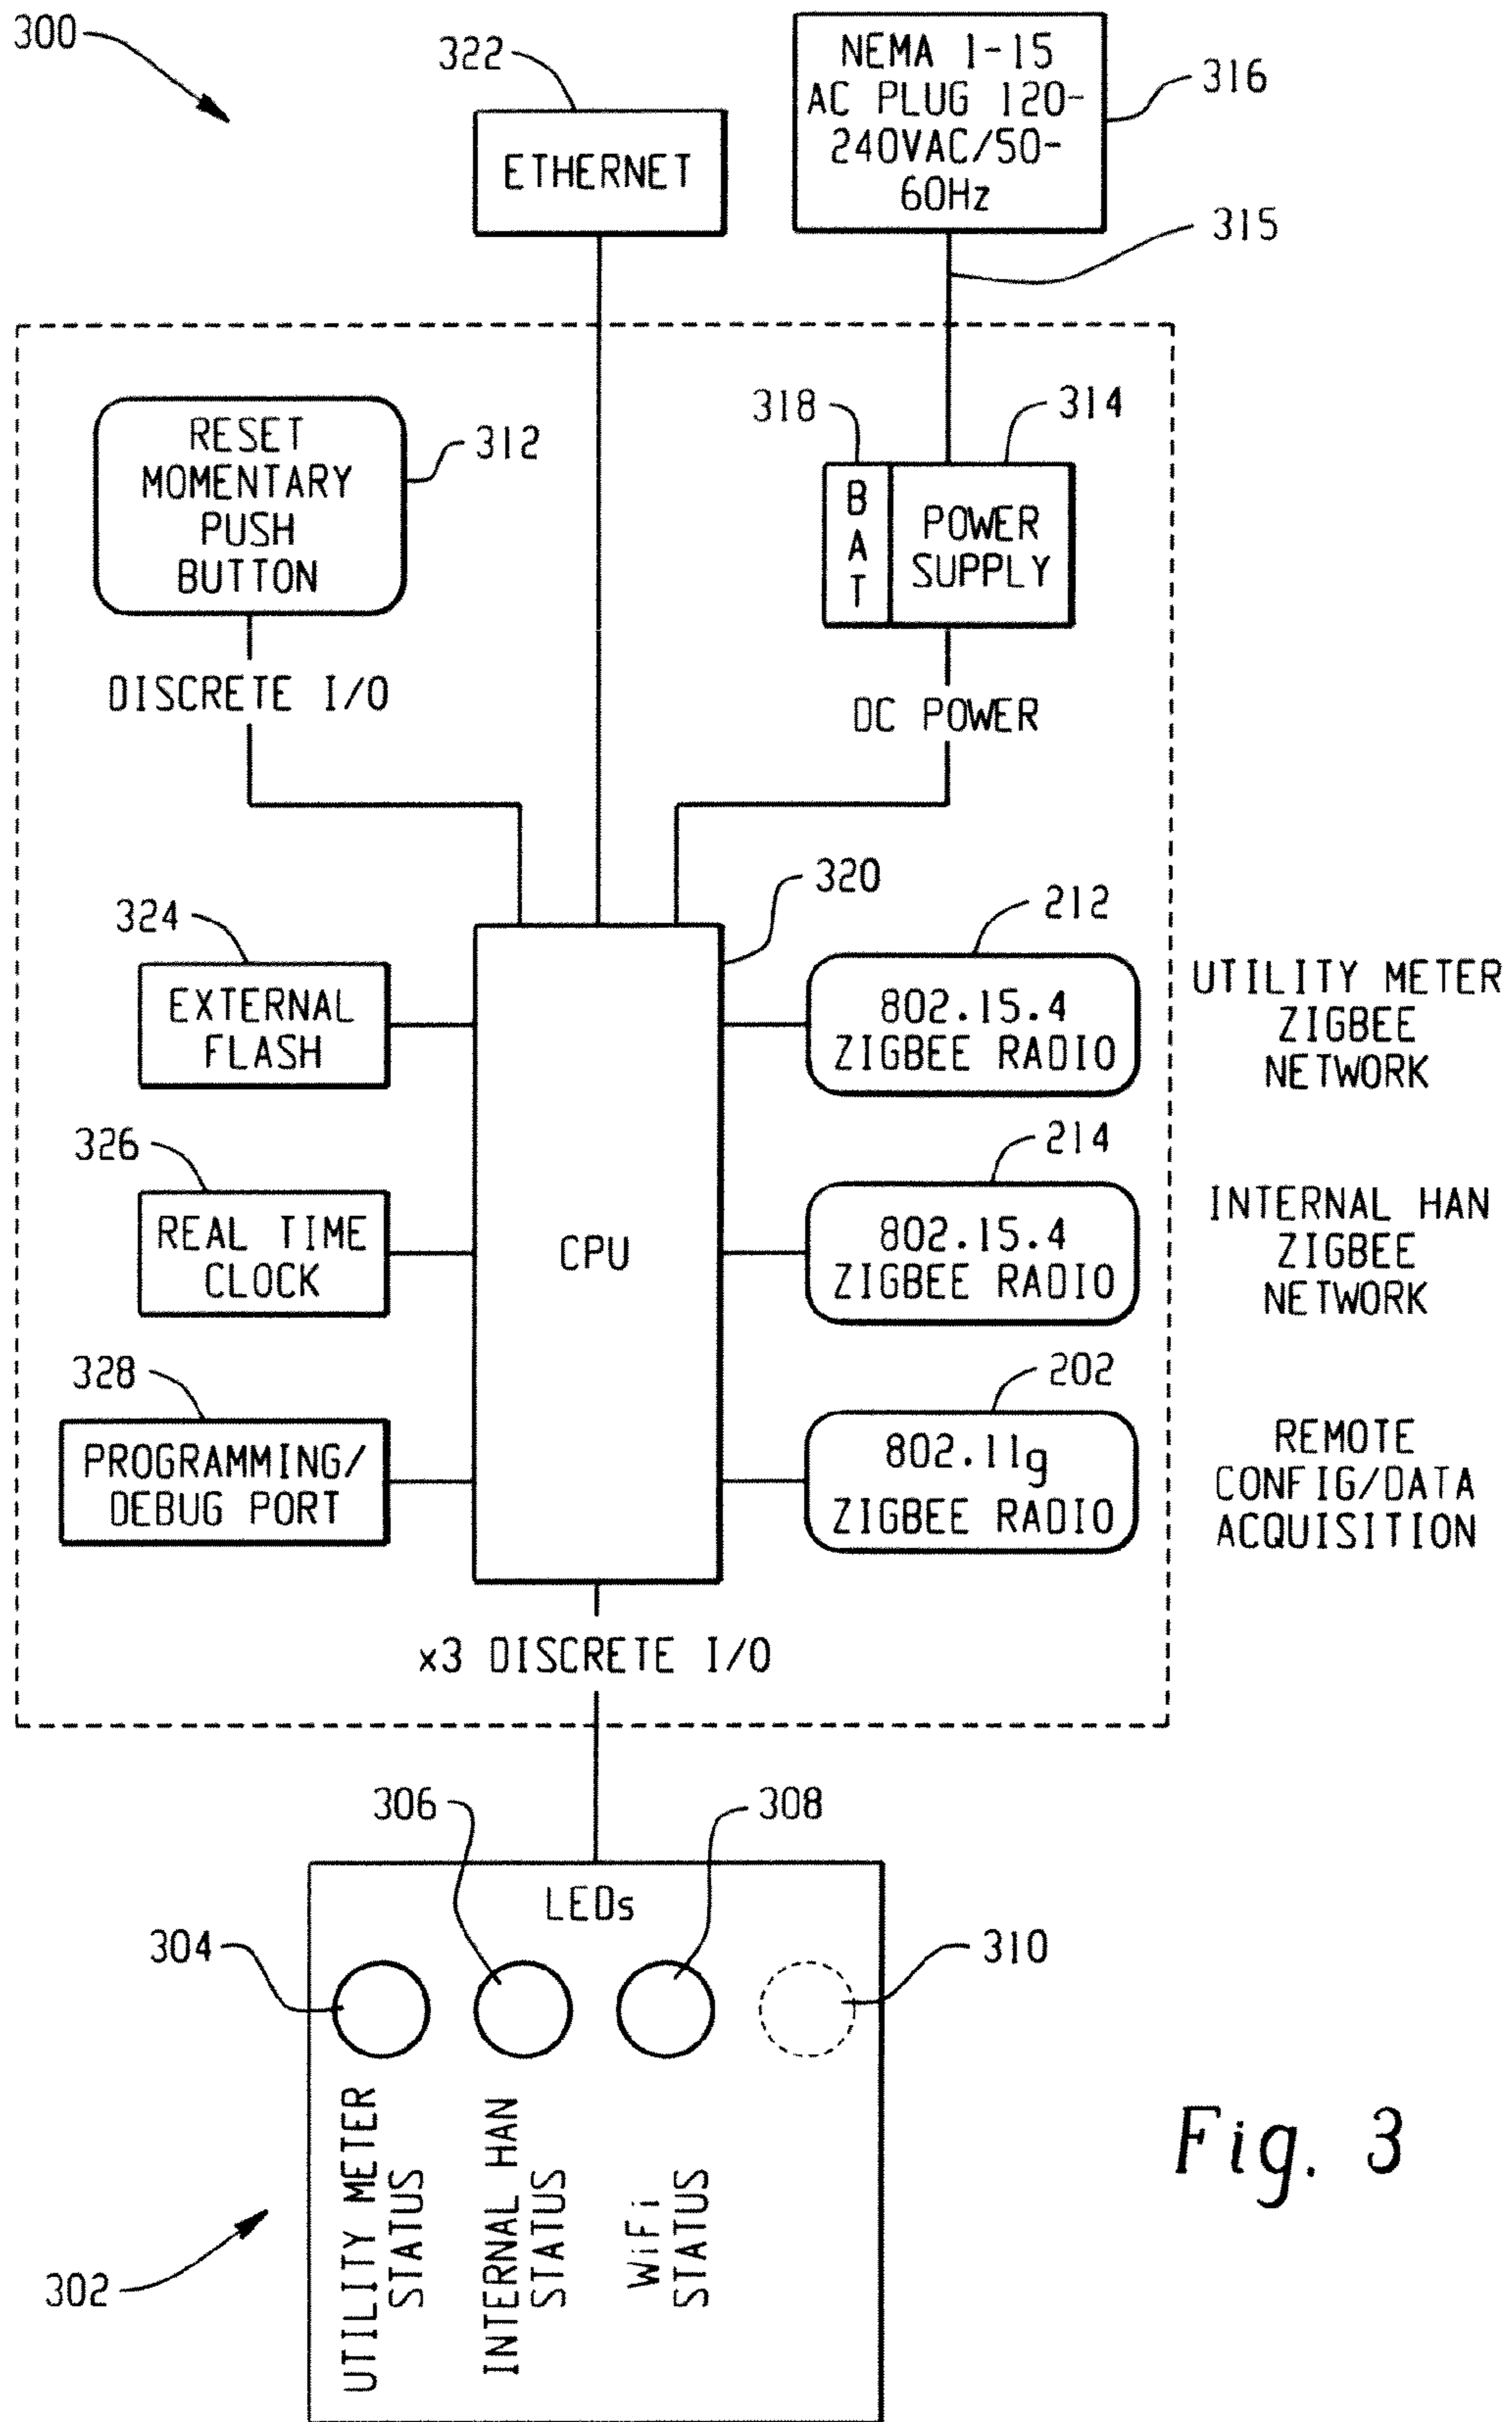 300
322
NEMA 1-15
AC PLUG 120-
240VAC/50-
60Hz
316
ETHERNET
315
RESET
MOMENTARY
PUSH
BUTTON
312
318
314
B
A
T
POWER
SUPPLY
DISCRETE I/O
DC POWER
320
324
EXTERNAL
FLASH
212
802.15.4
ZIGBEE RADIO
UTILITY METER
ZIGBEE
NETWORK
326
REAL TIME
CLOCK
CPU
214
802.15.4
ZIGBEE RADIO
INTERNAL HAN
ZIGBEE
NETWORK
328
PROGRAMMING/
DEBUG PORT
202
802.11g
ZIGBEE RADIO
REMOTE
CONFIG/DATA
ACQUISITION
x3 DISCRETE I/O
306
308
LEDs
304
310
UTILITY METER
STATUS
INTERNAL HAN
STATUS
WiFi
STATUS
302
Fig. 3